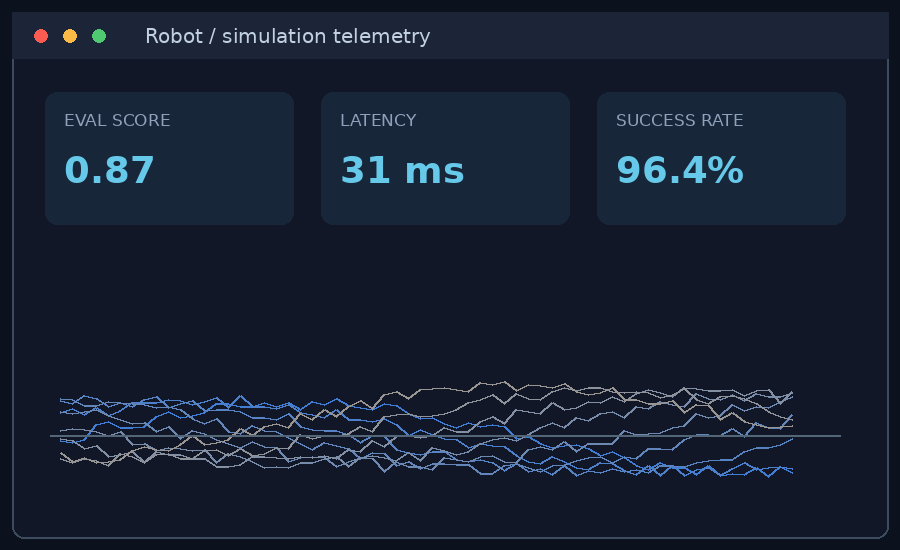 Robot / simulation telemetry
EVAL SCORE
0.87
LATENCY
31 ms
SUCCESS RATE
96.4%